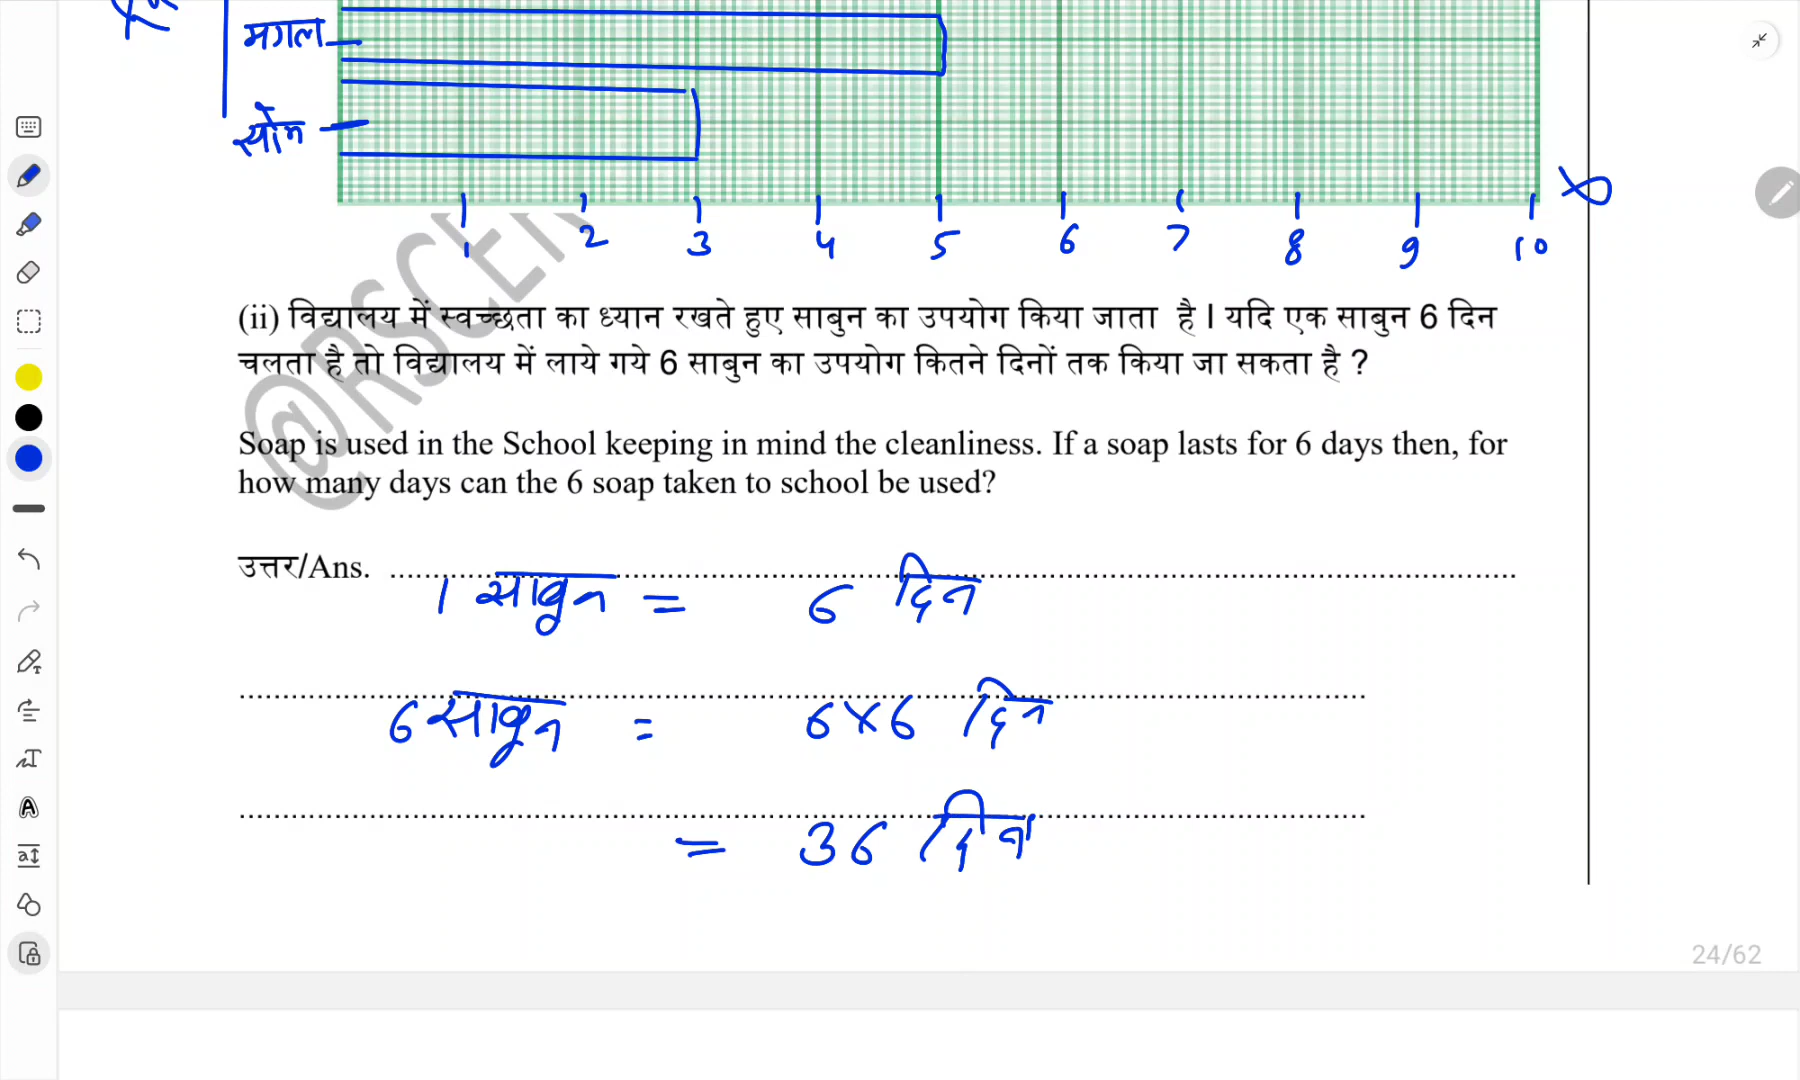 मगल
सोम
1 2 3 4 5 6 7 8 9 10
@RSCER
(ii) विद्यालय में स्वच्छता का ध्यान रखते हुए साबुन का उपयोग किया जाता है I यदि एक साबुन 6 दिन
चलता है तो विद्यालय में लाये गये 6 साबुन का उपयोग कितने दिनों तक किया जा सकता है ?
Soap is used in the School keeping in mind the cleanliness. If a soap lasts for 6 days then, for
how many days can the 6 soap taken to school be used?
उत्तर/Ans.
1 साबुन = 6 दिन
6 साबुन = 6×6 दिन
= 36 दिन
24/62